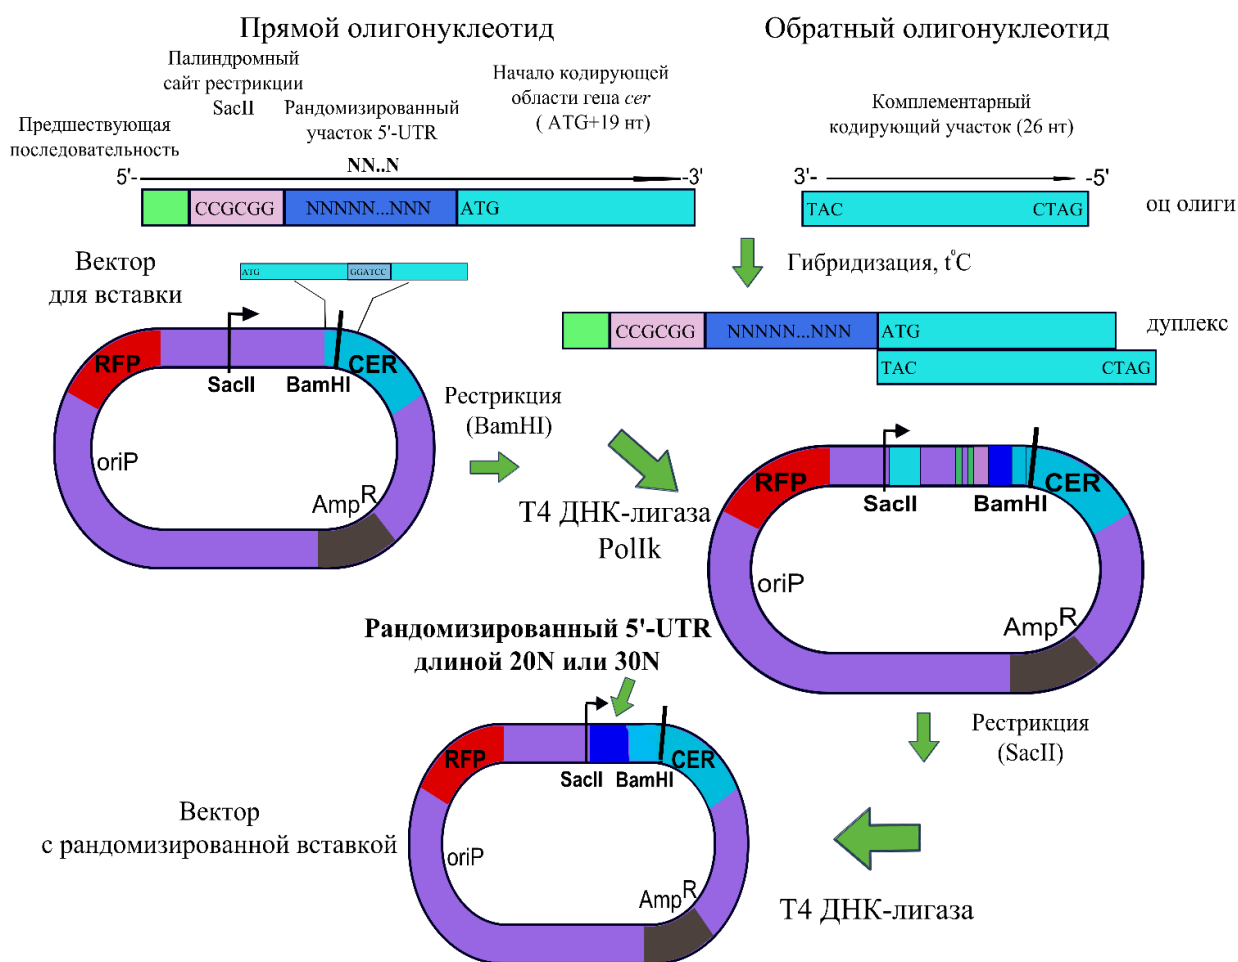 Прямой олигонуклеотид
Обратный олигонуклеотид
Палиндромный
сайт рестрикции
SacII
Начало кодирующей
области гена cer
( ATG+19 нт)
Рандомизированный
участок 5'-UTR
Комплементарный
кодирующий участок (26 нт)
Предшествующая
последовательность
NN..N
5'-
-3'
3'-
-5'
CCGCGG
NNNNN...NNN
ATG
TAC
CTAG
оц олиги
Вектор
для вставки
ATG
GGATCC
Гибридизация, t°C
CCGCGG
NNNNN...NNN
ATG
дуплекс
TAC
CTAG
RFP
SacII
BamHI
CER
oriP
AmpR
Рестрикция
(BamHI)
Т4 ДНК-лигаза
PolIk
RFP
SacII
BamHI
CER
oriP
AmpR
Рандомизированный 5'-UTR
длиной 20N или 30N
Рестрикция
(SacII)
RFP
SacII
BamHI
CER
oriP
AmpR
Вектор
с рандомизированной вставкой
Т4 ДНК-лигаза